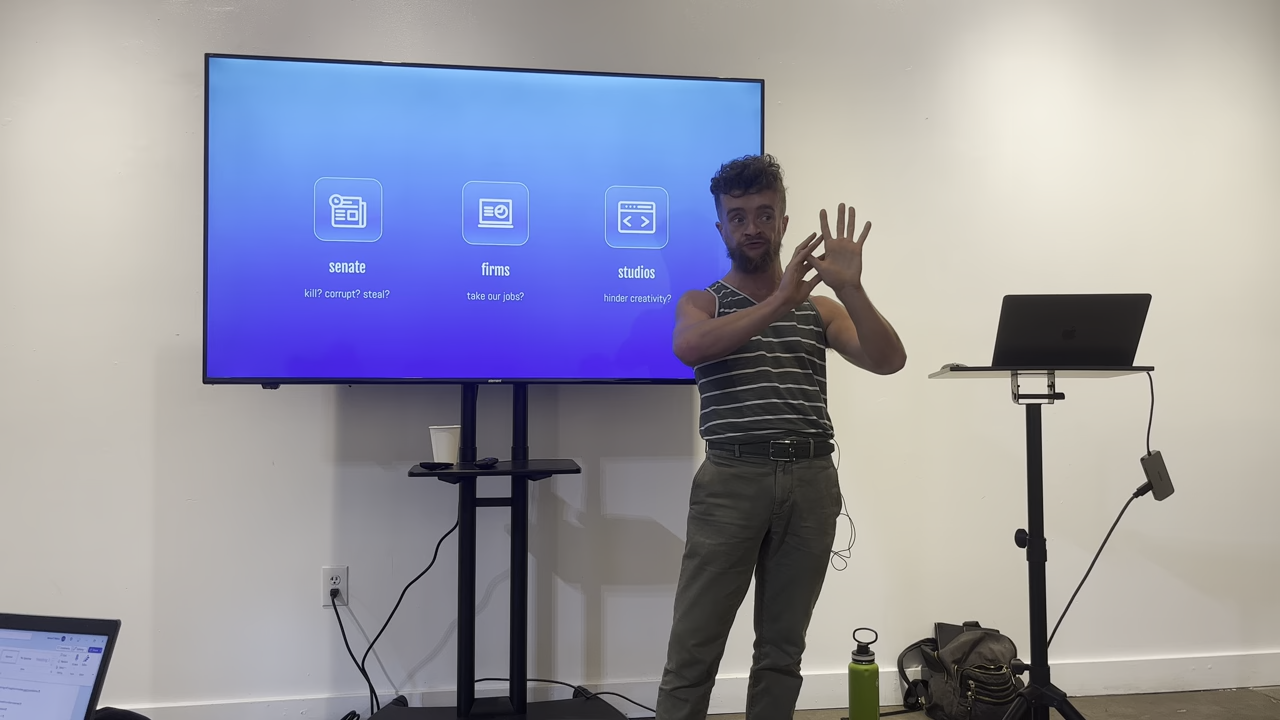 senate
kill? corrupt? steal?
firms
take our jobs?
studios
hinder creativity?